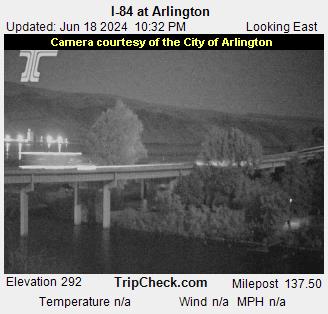 I-84 at Arlington
Updated: Jun 18 2024 10:32 PM Looking East
Camera courtesy of the City of Arlington
Elevation 292 TripCheck.com Milepost 137.50
Temperature n/a Wind n/a MPH n/a